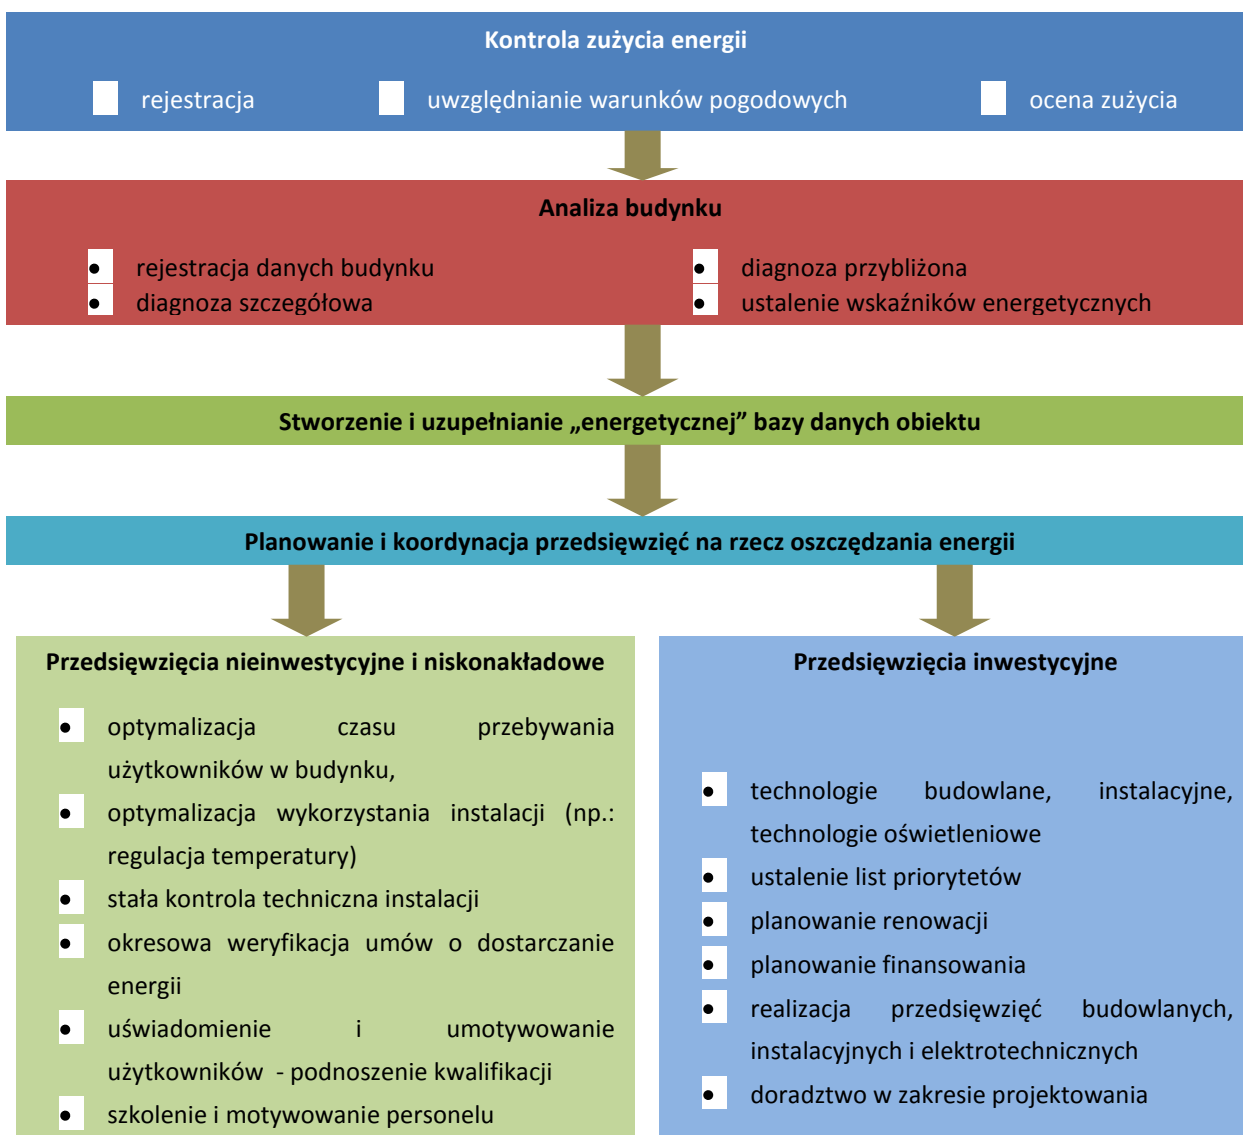 Kontrola zużycia energii
rejestracja
uwzględnianie warunków pogodowych
ocena zużycia
Analiza budynku
• rejestracja danych budynku
• diagnoza szczegółowa
• diagnoza przybliżona
• ustalenie wskaźników energetycznych
Stworzenie i uzupełnianie „energetycznej” bazy danych obiektu
Planowanie i koordynacja przedsięwzięć na rzecz oszczędzania energii
Przedsięwzięcia nieinwestycyjne i niskonakładowe
• optymalizacja czasu przebywania
użytkowników w budynku,
• optymalizacja wykorzystania instalacji (np.:
regulacja temperatury)
• stała kontrola techniczna instalacji
• okresowa weryfikacja umów o dostarczanie
energii
• uświadomienie i umotywowanie
użytkowników - podnoszenie kwalifikacji
• szkolenie i motywowanie personelu
Przedsięwzięcia inwestycyjne
• technologie budowlane, instalacyjne,
technologie oświetleniowe
• ustalenie list priorytetów
• planowanie renowacji
• planowanie finansowania
• realizacja przedsięwzięć budowlanych,
instalacyjnych i elektrotechnicznych
• doradztwo w zakresie projektowania